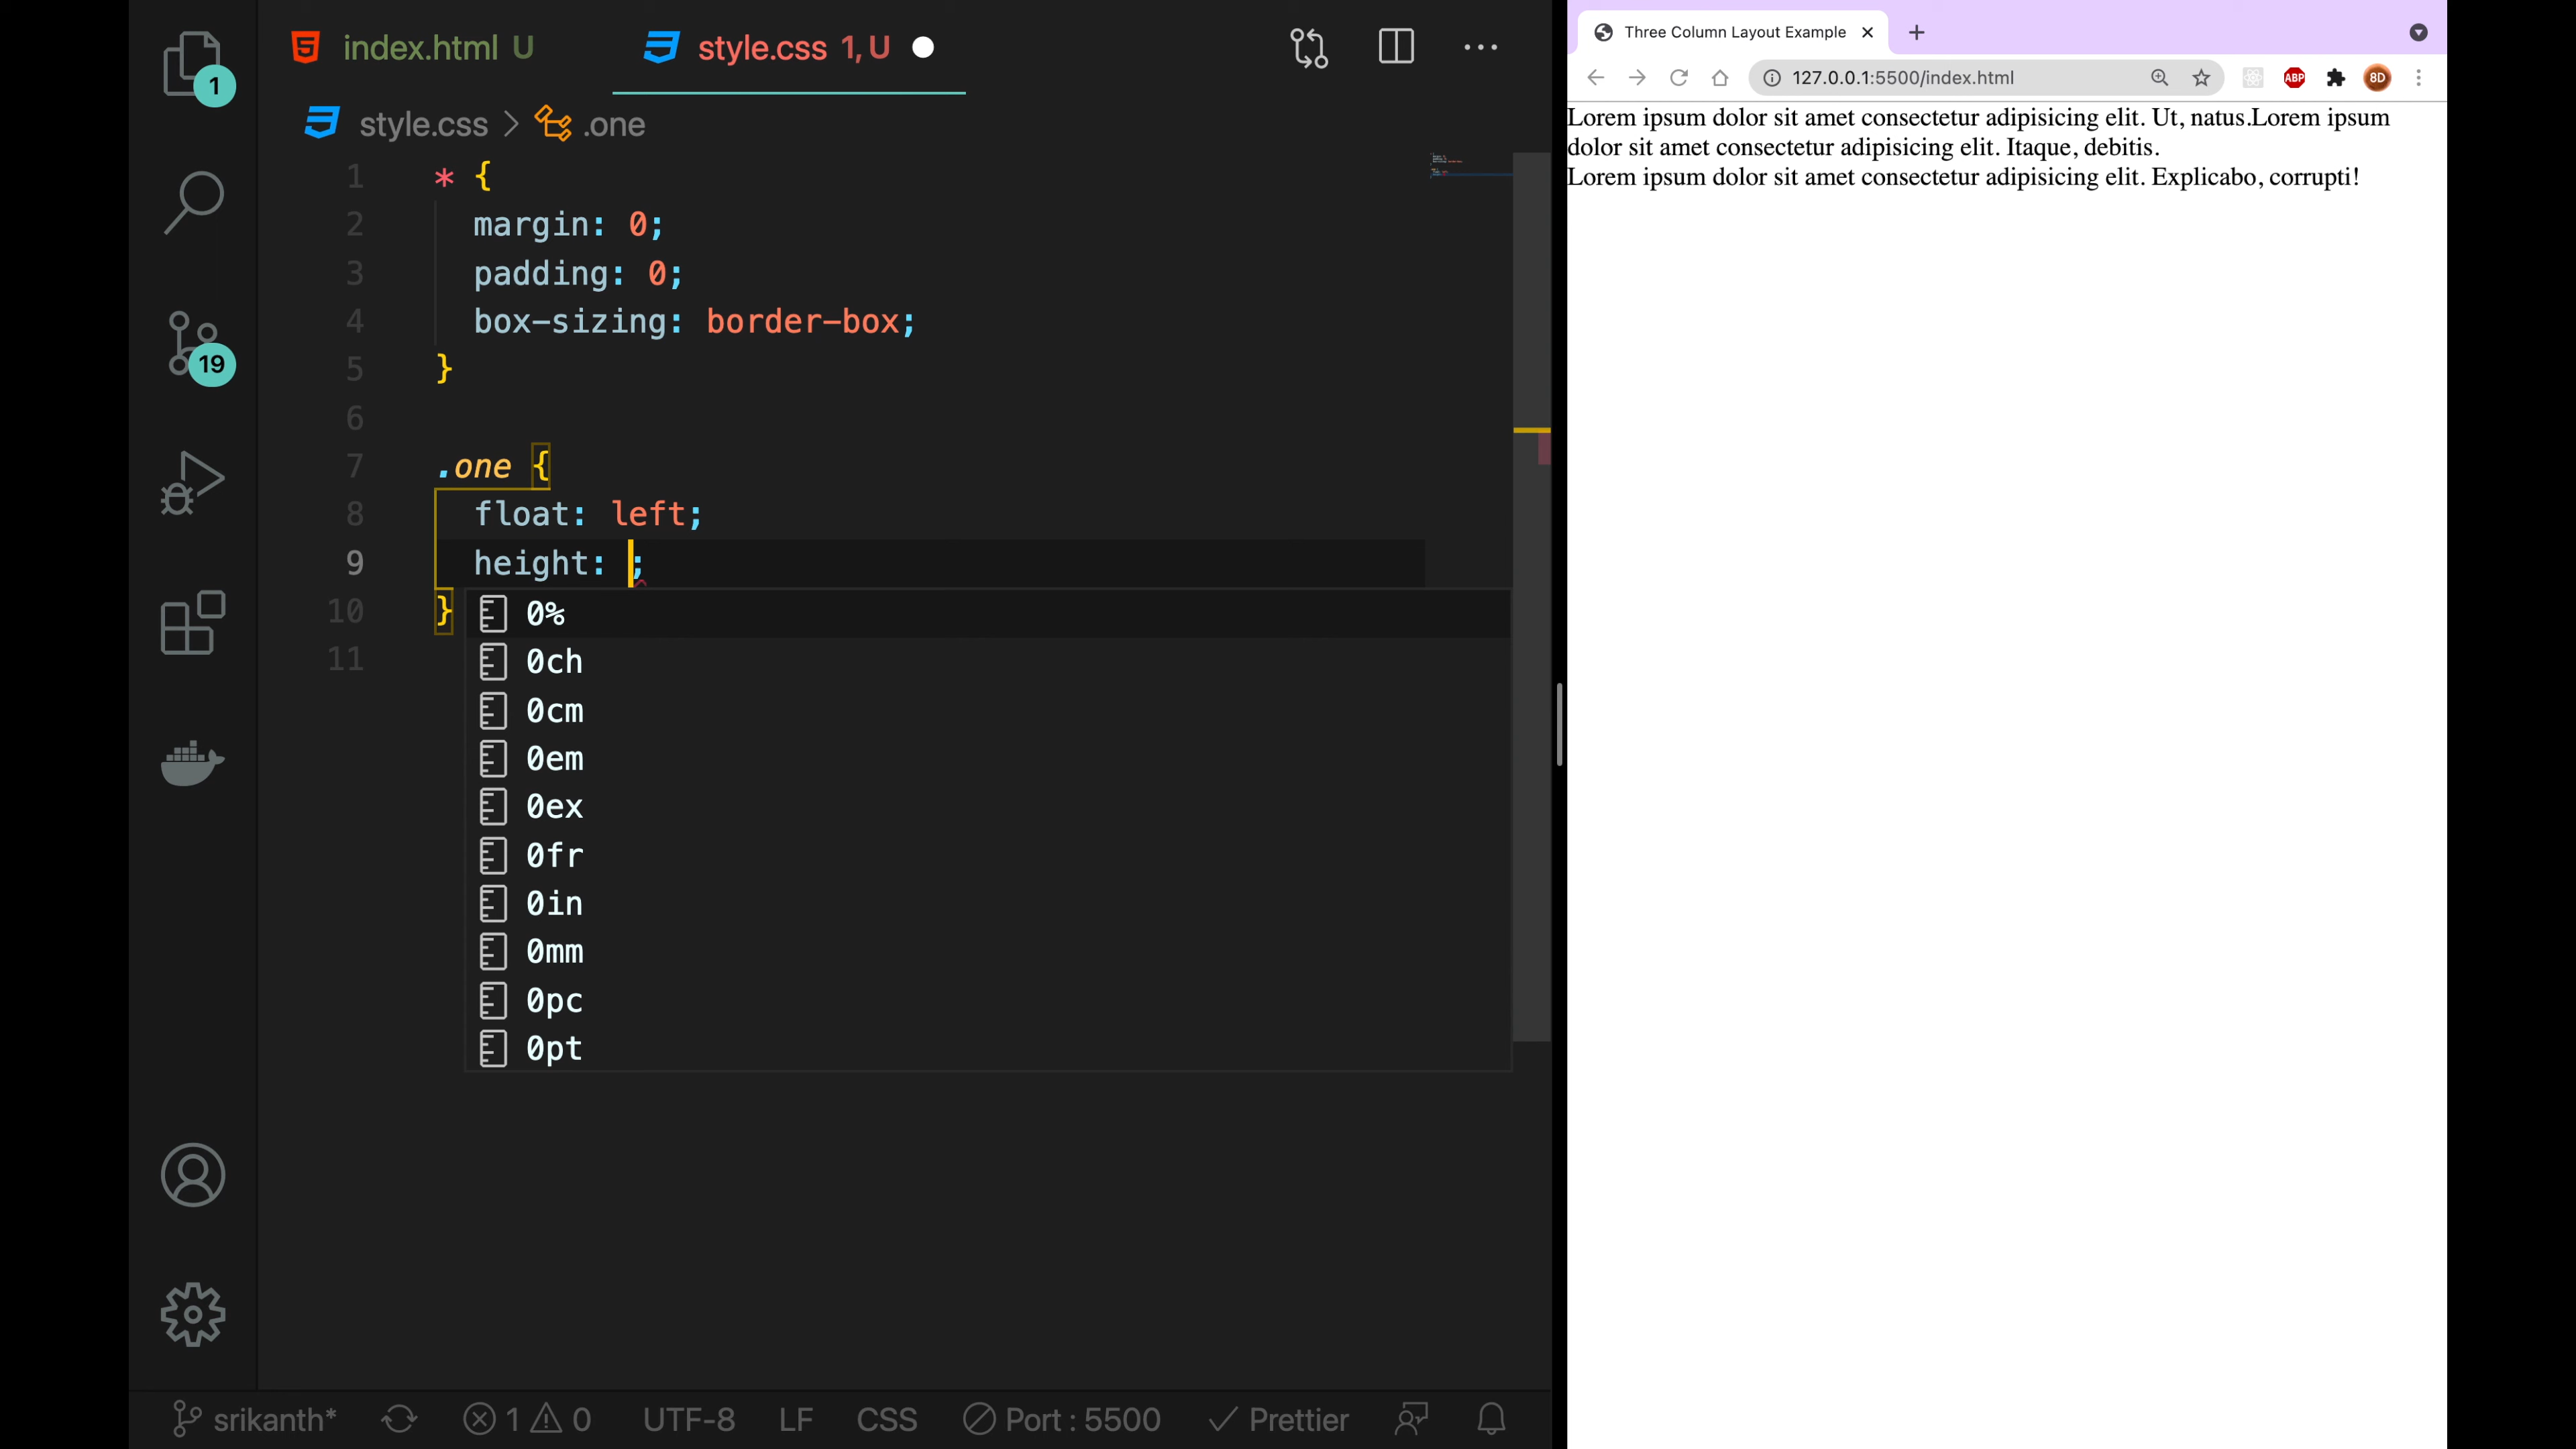 1
19
index.html U
style.css 1, U
style.css > .one
1 * {
2 margin: 0;
3 padding: 0;
4 box-sizing: border-box;
5 }
6
7 .one {
8 float: left;
9 height: ;
10 }
11
0%
0ch
0cm
0em
0ex
0fr
0in
0mm
0pc
0pt
srikanth* 1 0 UTF-8 LF CSS Port : 5500 Prettier
Three Column Layout Example
127.0.0.1:5500/index.html ABP 8D
Lorem ipsum dolor sit amet consectetur adipisicing elit. Ut, natus.Lorem ipsum
dolor sit amet consectetur adipisicing elit. Itaque, debitis.
Lorem ipsum dolor sit amet consectetur adipisicing elit. Explicabo, corrupti!